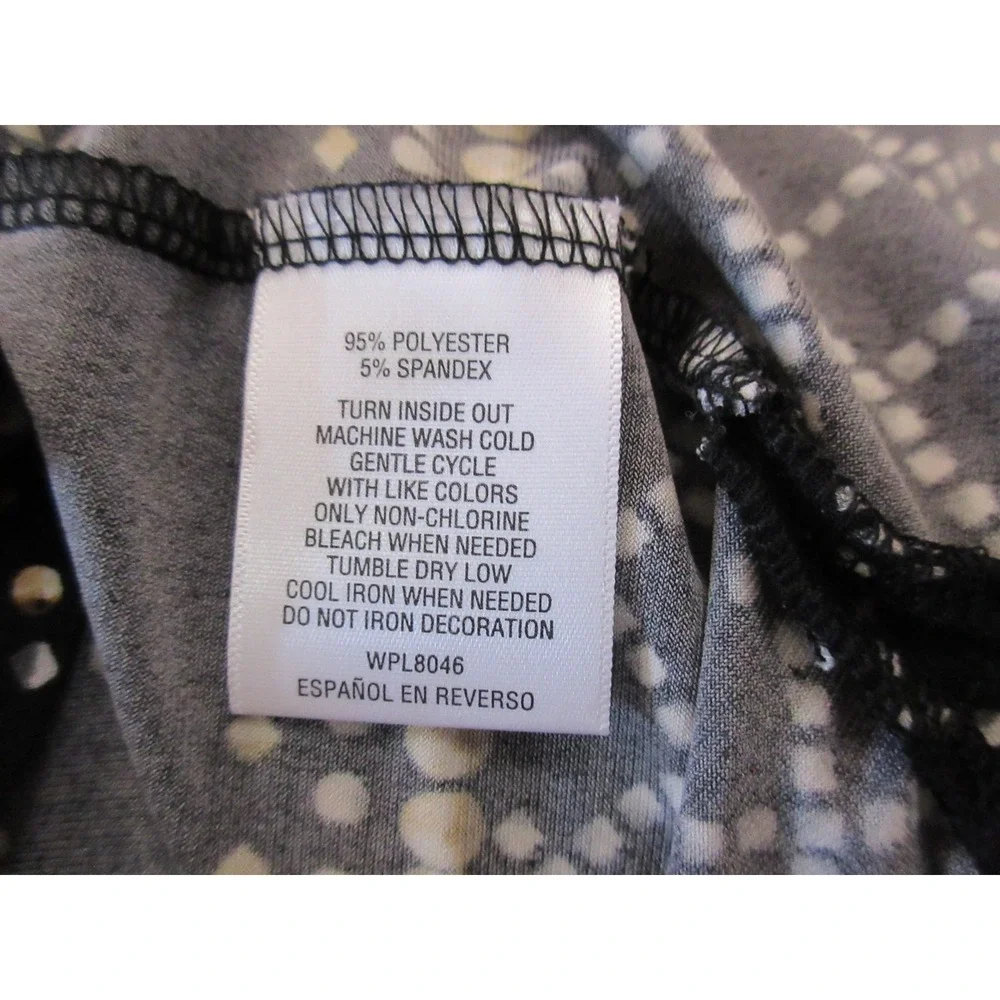 95% POLYESTER
5% SPANDEX
TURN INSIDE OUT
MACHINE WASH COLD
GENTLE CYCLE
WITH LIKE COLORS
ONLY NON-CHLORINE
BLEACH WHEN NEEDED
TUMBLE DRY LOW
COOL IRON WHEN NEEDED
DO NOT IRON DECORATION
WPL8046
ESPAÑOL EN REVERSO